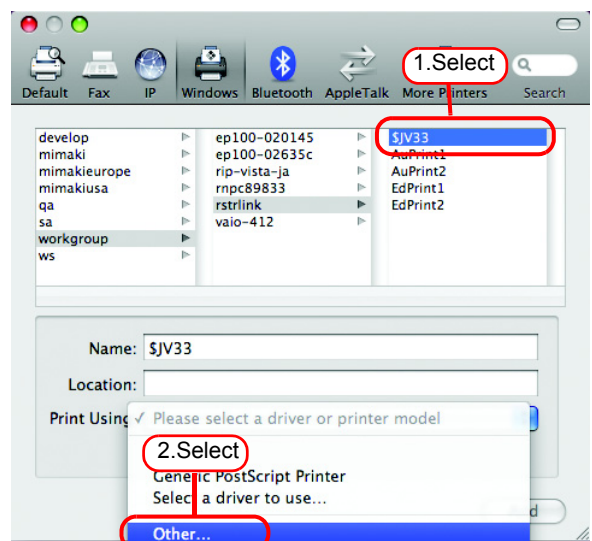 1.Select
Default Fax IP Windows Bluetooth AppleTalk More Printers Search
develop ep100-020145 $JV33
mimaki ep100-02635c AuPrint1
mimakieurope rip-vista-ja AuPrint2
mimakiusa rnpc89833 EdPrint1
qa rstrlink EdPrint2
sa vaio-412
workgroup
ws
Name: $JV33
Location:
Print Using ✓ Please select a driver or printer model
2.Select
Generic PostScript Printer
Select a driver to use...
Other...